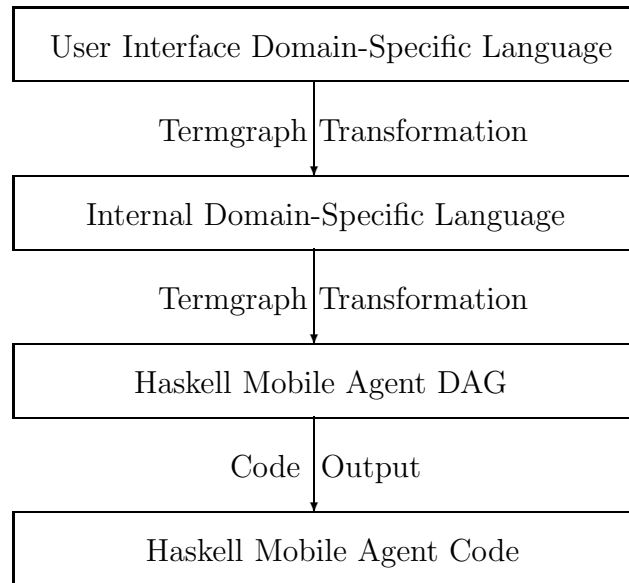 User Interface Domain-Specific Language
Termgraph Transformation
Internal Domain-Specific Language
Termgraph Transformation
Haskell Mobile Agent DAG
Code Output
Haskell Mobile Agent Code